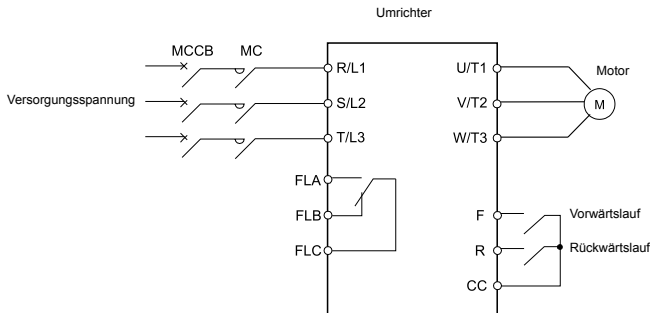 Umrichter
MCCB MC
R/L1 U/T1 Motor
Versorgungsspannung S/L2 V/T2 M
T/L3 W/T3
FLA
FLB F Vorwärtslauf
FLC R Rückwärtslauf
CC